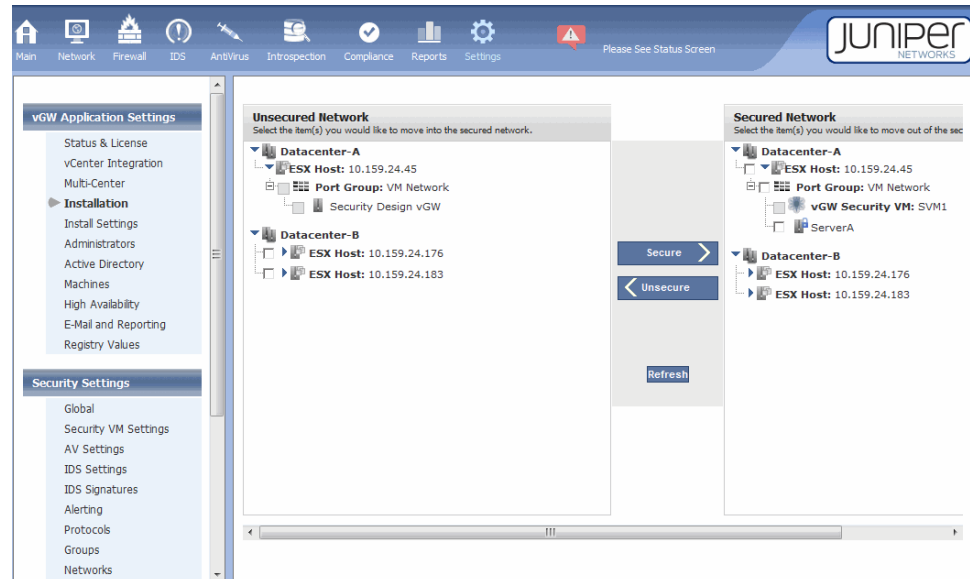 Main Network Firewall IDS AntiVirus Introspection Compliance Reports Settings
Please See Status Screen
JUNIPEr
NETWORKS
vGW Application Settings
Status & License
vCenter Integration
Multi-Center
Installation
Install Settings
Administrators
Active Directory
Machines
High Availability
E-Mail and Reporting
Registry Values
Security Settings
Global
Security VM Settings
AV Settings
IDS Settings
IDS Signatures
Alerting
Protocols
Groups
Networks
Unsecured Network
Select the item(s) you would like to move into the secured network.
Datacenter-A
ESX Host: 10.159.24.45
Port Group: VM Network
Security Design vGW
Datacenter-B
ESX Host: 10.159.24.176
ESX Host: 10.159.24.183
Secure
Unsecure
Refresh
Secured Network
Select the item(s) you would like to move out of the sec
Datacenter-A
ESX Host: 10.159.24.45
Port Group: VM Network
vGW Security VM: SVM1
ServerA
Datacenter-B
ESX Host: 10.159.24.176
ESX Host: 10.159.24.183